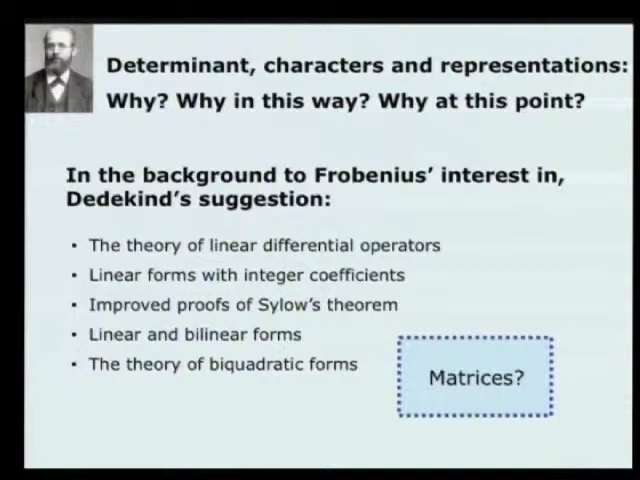 Determinant, characters and representations:
Why? Why in this way? Why at this point?
In the background to Frobenius’ interest in,
Dedekind’s suggestion:
• The theory of linear differential operators
• Linear forms with integer coefficients
• Improved proofs of Sylow’s theorem
• Linear and bilinear forms
• The theory of biquadratic forms
Matrices?